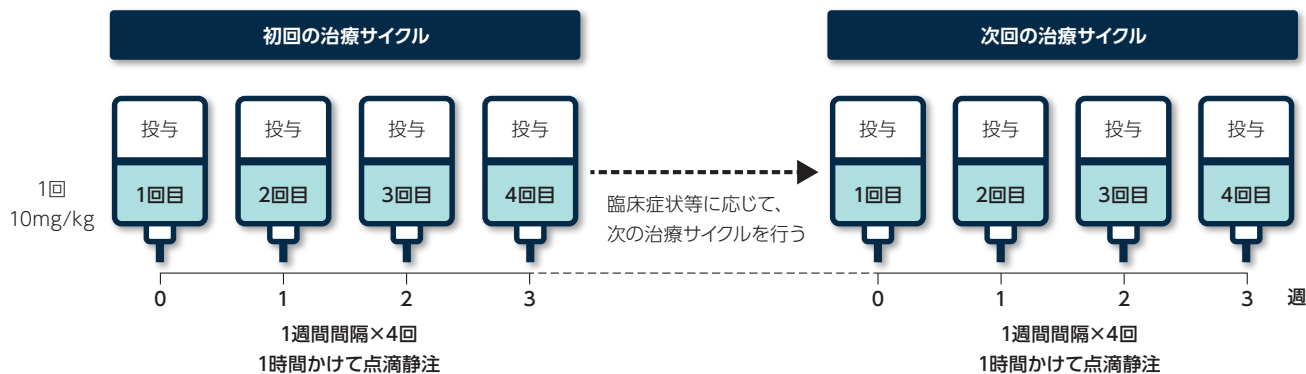 初回の治療サイクル
次回の治療サイクル
投与 投与 投与 投与
投与 投与 投与 投与
1回
10mg/kg
1回目 2回目 3回目 4回目
臨床症状等に応じて、
次の治療サイクルを行う
1回目 2回目 3回目 4回目
0 1 2 3
0 1 2 3 週
1週間間隔×4回
1時間かけて点滴静注
1週間間隔×4回
1時間かけて点滴静注